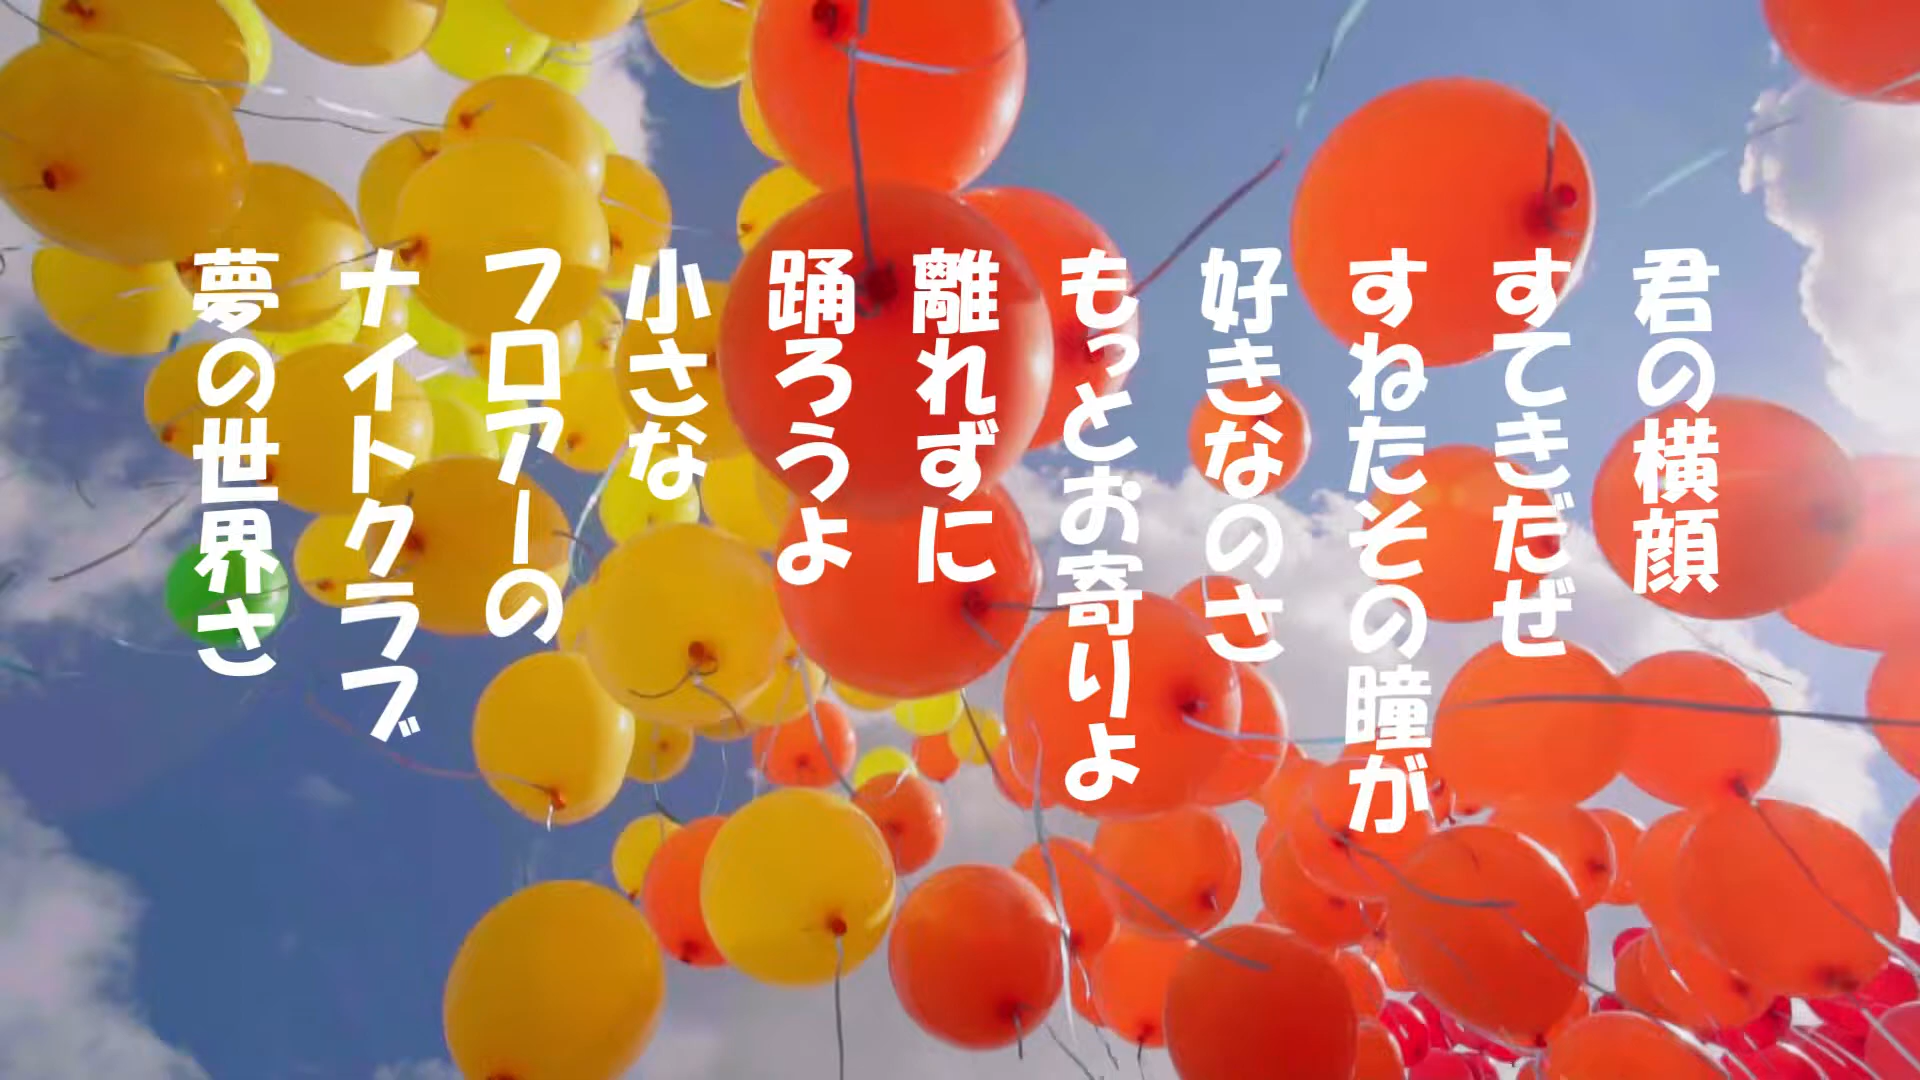 君の横顔
すてきだぜ
すねたその瞳が
好きなのさ
もっとお寄りよ
離れずに
踊ろうよ
小さな
フロアーの
ナイトクラブ
夢の世界さ